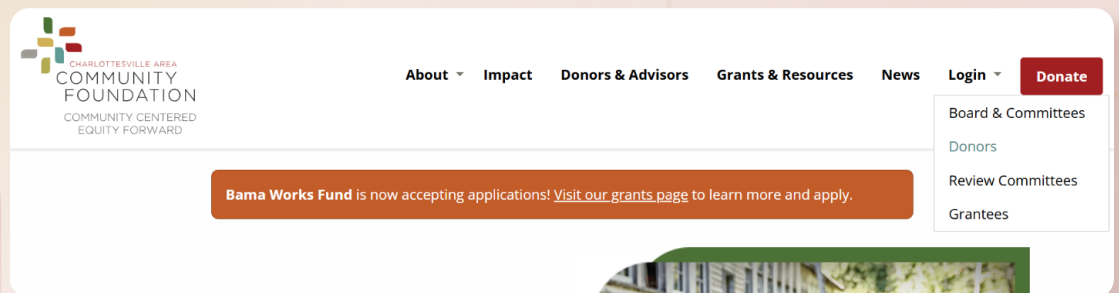 CHARLOTTESVILLE AREA
COMMUNITY
FOUNDATION
COMMUNITY CENTERED
EQUITY FORWARD
About
Impact
Donors & Advisors
Grants & Resources
News
Login
Donate
Board & Committees
Donors
Review Committees
Grantees
Bama Works Fund is now accepting applications! Visit our grants page to learn more and apply.